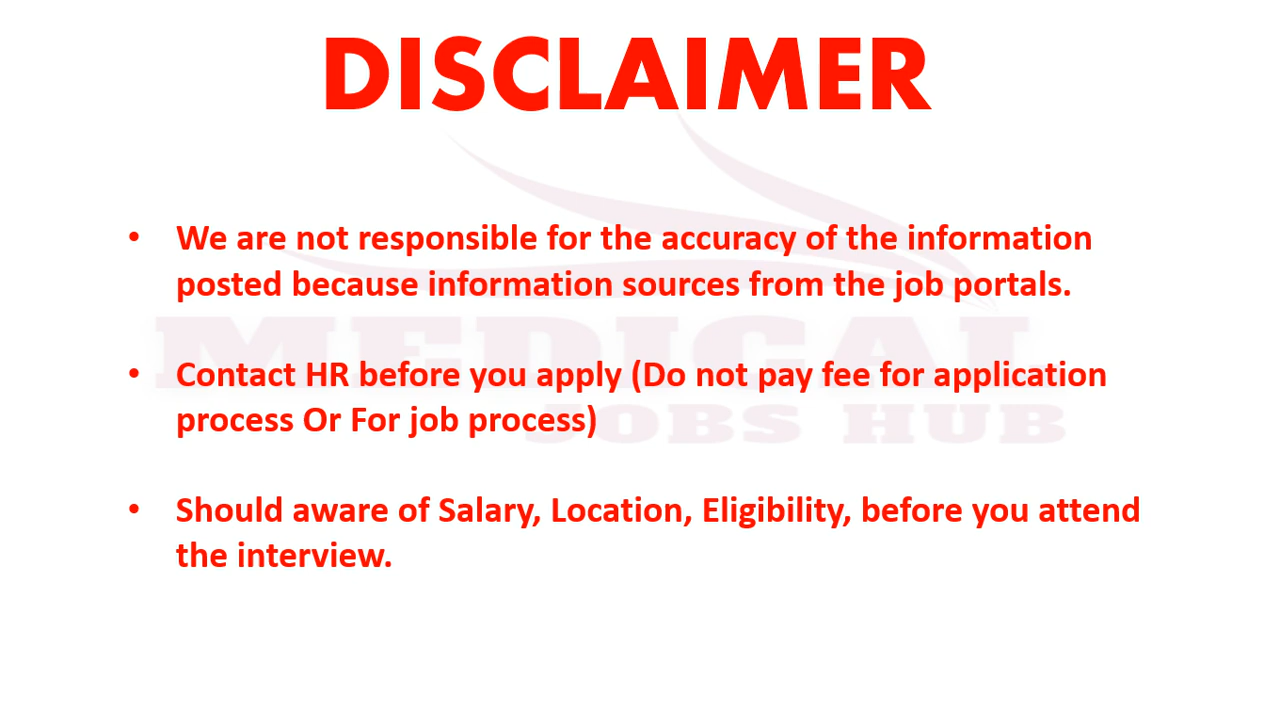 DISCLAIMER
• We are not responsible for the accuracy of the information
posted because information sources from the job portals.
MEDICAL
• Contact HR before you apply (Do not pay fee for application
process Or For job process)
JOBS HUB
• Should aware of Salary, Location, Eligibility, before you attend
the interview.